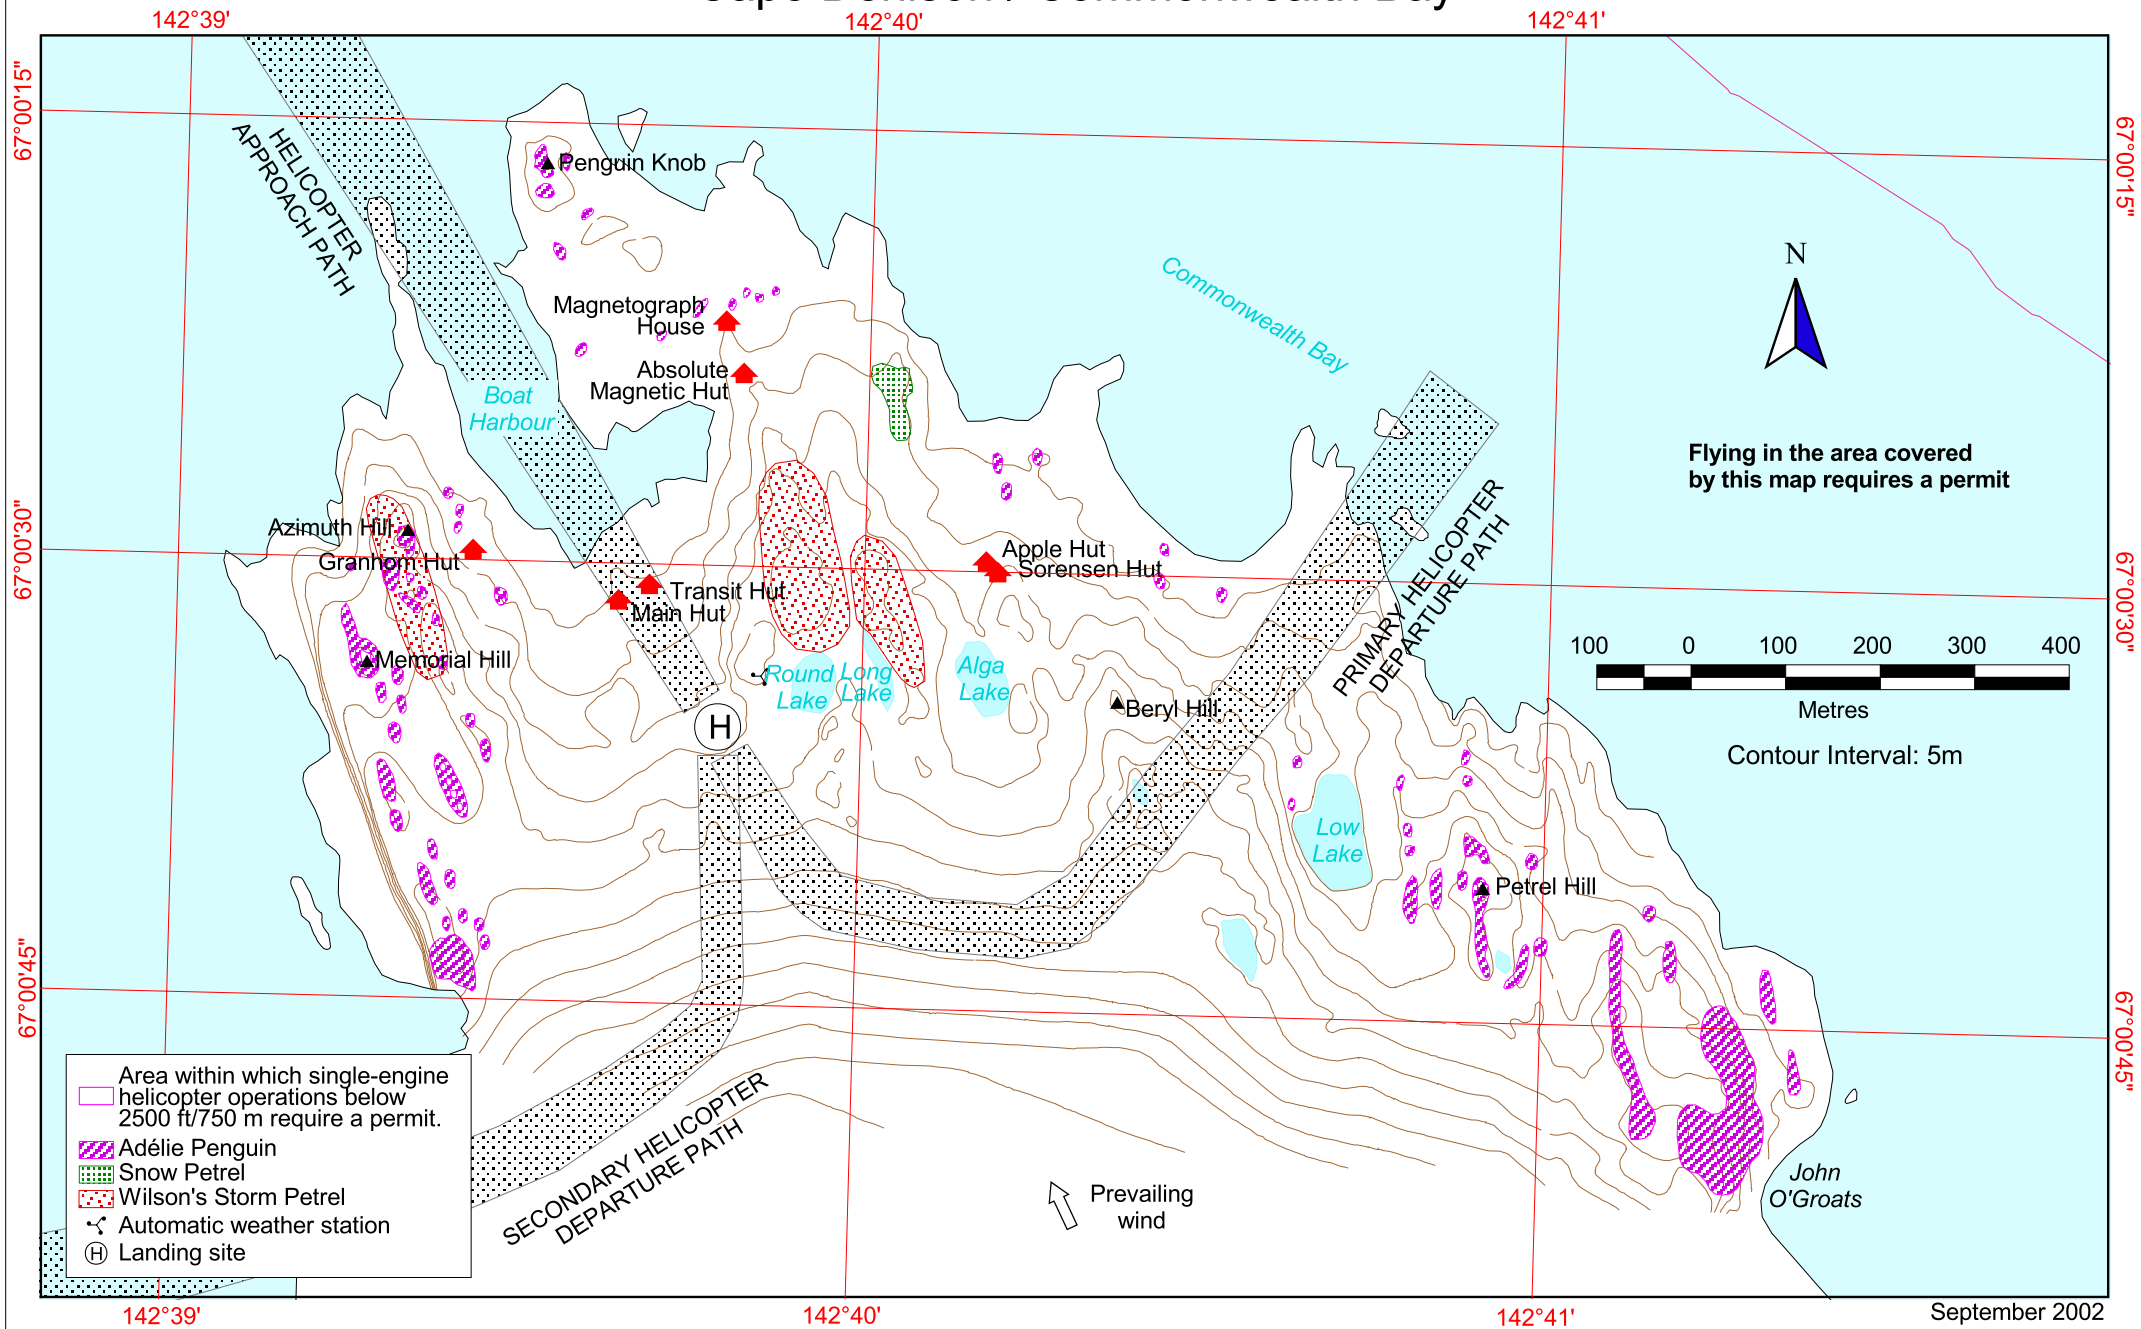 Cape Denison / Commonwealth Bay
142°39'
142°40'
142°41'
67°00'15"
67°00'15"
HELICOPTER
APPROACH PATH
Penguin Knob
N
Commonwealth Bay
Magnetograph
House
Absolute
Magnetic Hut
Boat
Harbour
Flying in the area covered
by this map requires a permit
67°00'30"
67°00'30"
Azimuth Hill
Granhom Hut
Apple Hut
Sorensen Hut
Transit Hut
Main Hut
PRIMARY HELICOPTER
DEPARTURE PATH
Memorial Hill
Round
Lake
Long
Lake
Alga
Lake
Beryl Hill
100 0 100 200 300 400
Metres
Contour Interval: 5m
H
Low
Lake
Petrel Hill
67°00'45"
67°00'45"
SECONDARY HELICOPTER
DEPARTURE PATH
Prevailing
wind
John
O'Groats
Area within which single-engine
helicopter operations below
2500 ft/750 m require a permit.
Adélie Penguin
Snow Petrel
Wilson's Storm Petrel
Automatic weather station
H Landing site
142°39'
142°40'
142°41'
September 2002